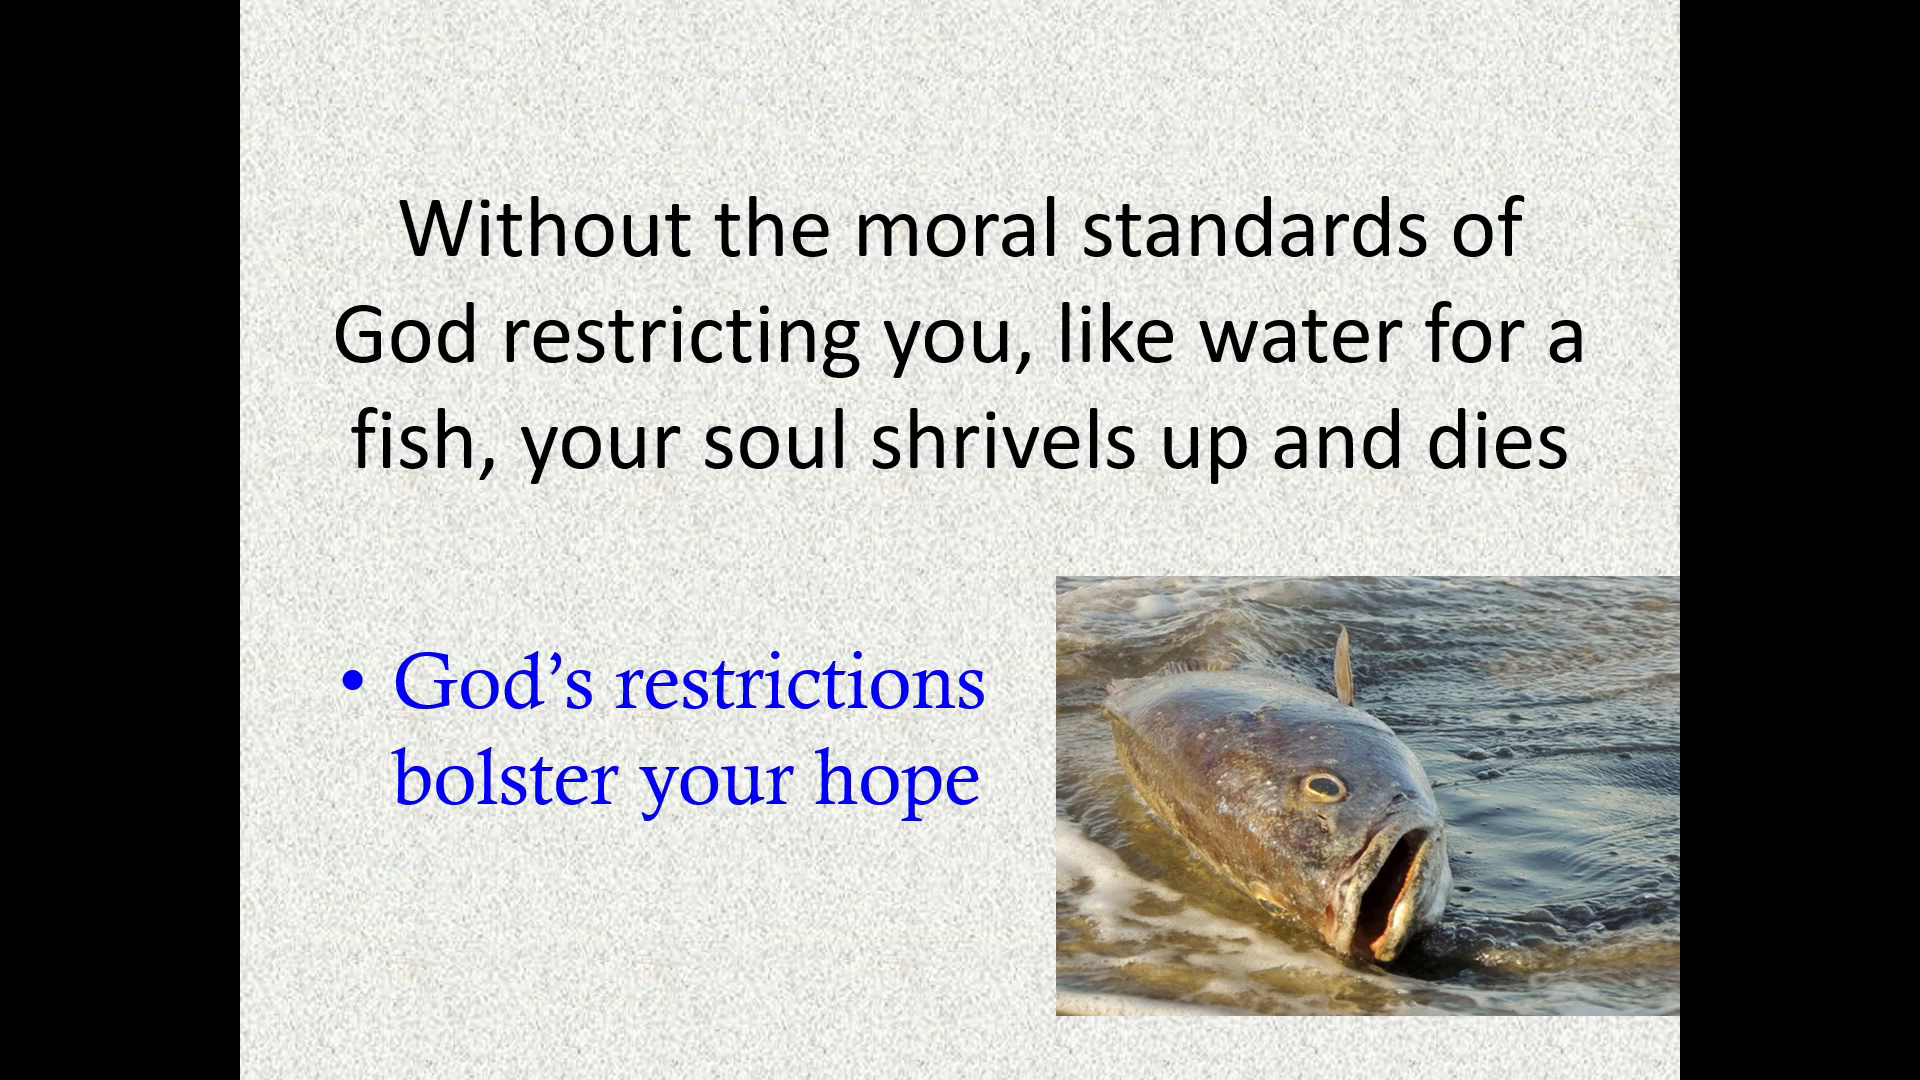 Without the moral standards of
God restricting you, like water for a
fish, your soul shrivels up and dies
• God’s restrictions
bolster your hope